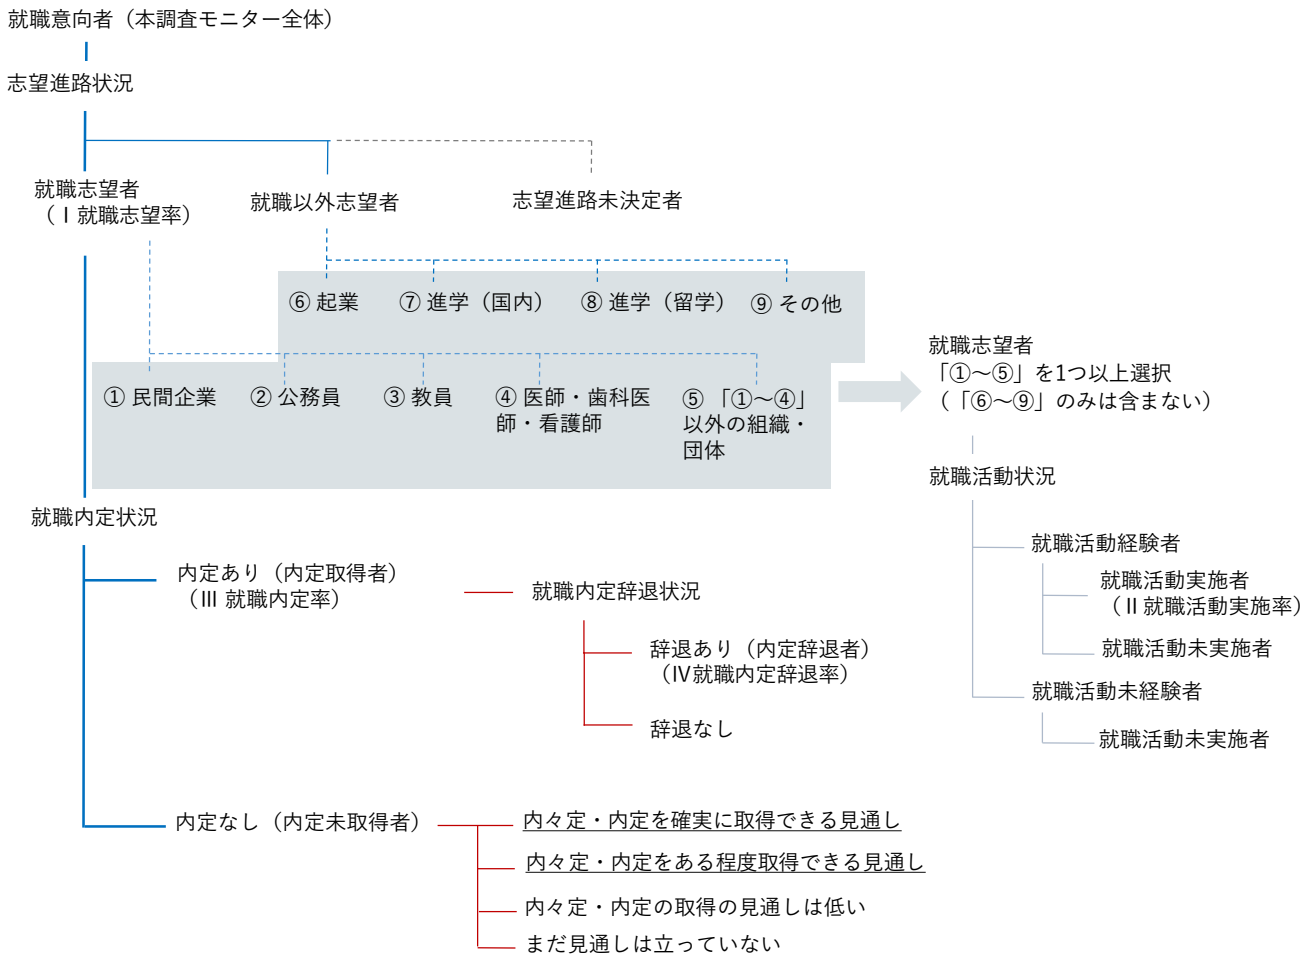 就職意向者（本調査モニター全体）
志望進路状況
就職志望者
（Ⅰ就職志望率）
就職以外志望者
志望進路未決定者
⑥ 起業
⑦ 進学（国内）
⑧ 進学（留学）
⑨ その他
① 民間企業
② 公務員
③ 教員
④ 医師・歯科医
師・看護師
⑤ 「①～④」
以外の組織・
団体
就職志望者
「①～⑤」を1つ以上選択
（「⑥～⑨」のみは含まない）
就職活動状況
就職活動経験者
就職活動実施者
（Ⅱ就職活動実施率）
就職活動未実施者
就職活動未経験者
就職活動未実施者
就職内定状況
内定あり（内定取得者）
（Ⅲ 就職内定率）
就職内定辞退状況
辞退あり（内定辞退者）
（Ⅳ就職内定辞退率）
辞退なし
内定なし（内定未取得者）
内々定・内定を確実に取得できる見通し
内々定・内定をある程度取得できる見通し
内々定・内定の取得の見通しは低い
まだ見通しは立っていない